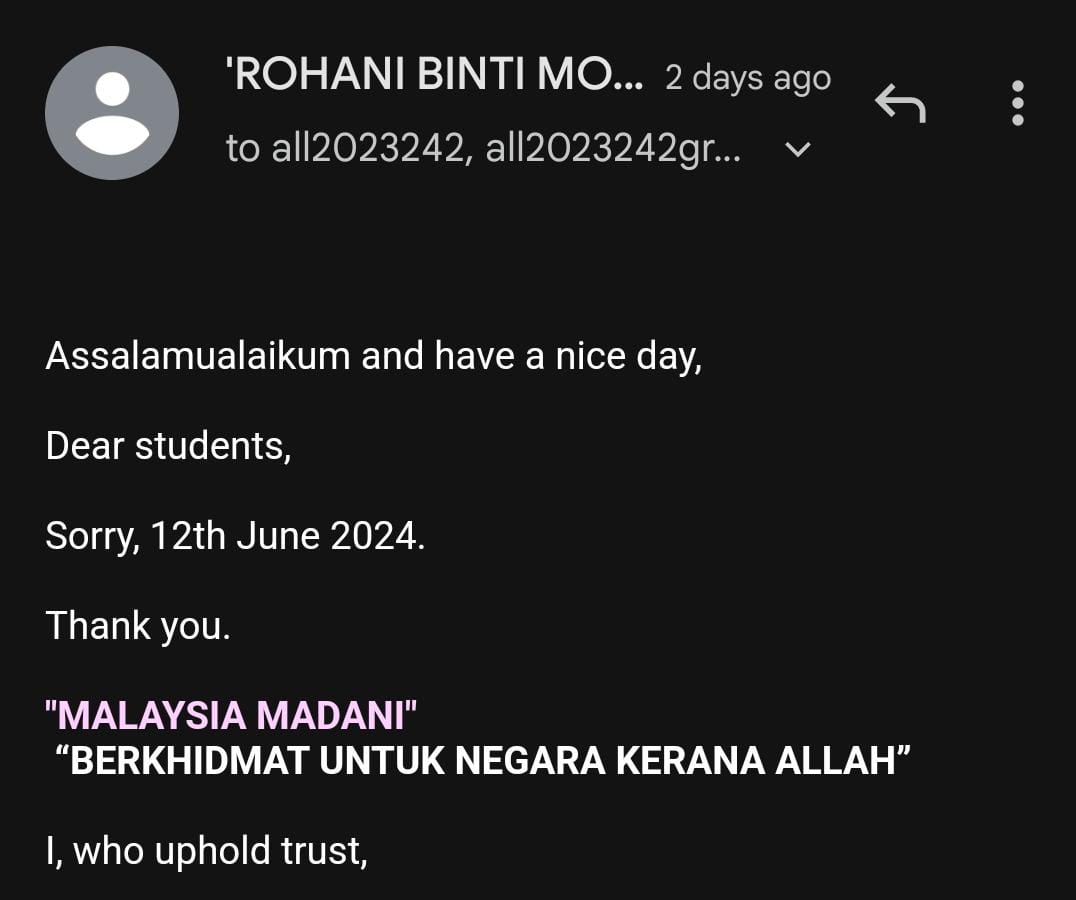 'ROHANI BINTI MO... 2 days ago
to all2023242, all2023242gr...
Assalamualaikum and have a nice day,
Dear students,
Sorry, 12th June 2024.
Thank you.
"MALAYSIA MADANI"
“BERKHIDMAT UNTUK NEGARA KERANA ALLAH”
I, who uphold trust,